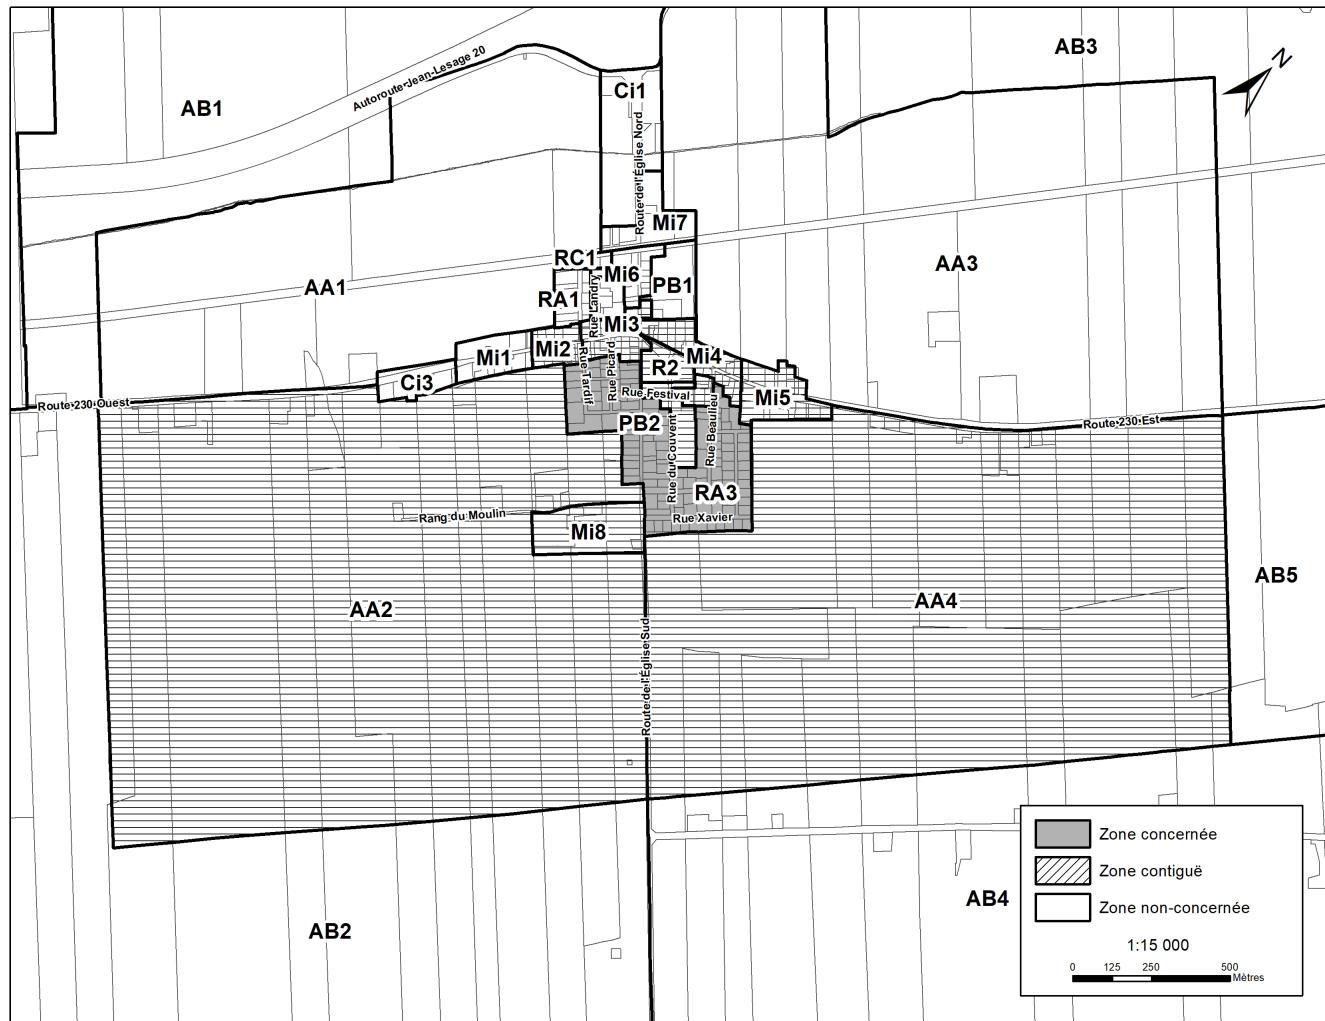 AB3
N
Autoroute Jean-Lesage 20
AB1
Ci1
Route de l'Église Nord
Mi7
RC1
AA3
Mi6
PB1
AA1
RA1
Rue Landry
Mi3
Mi2
Mi1
Mi4
R2
Rue Tardif
Rue Picard
Ci3
Rue Festival
Mi5
Route 230 Ouest
PB2
Rue Beaulieu
Route 230 Est
Rue du Couvent
RA3
Rang du Moulin
Rue Xavier
Mi8
AB5
AA2
AA4
Route de l'Église Sud
Zone concernée
Zone contiguë
AB4
Zone non-concernée
AB2
1:15 000
0 125 250 500
Mètres